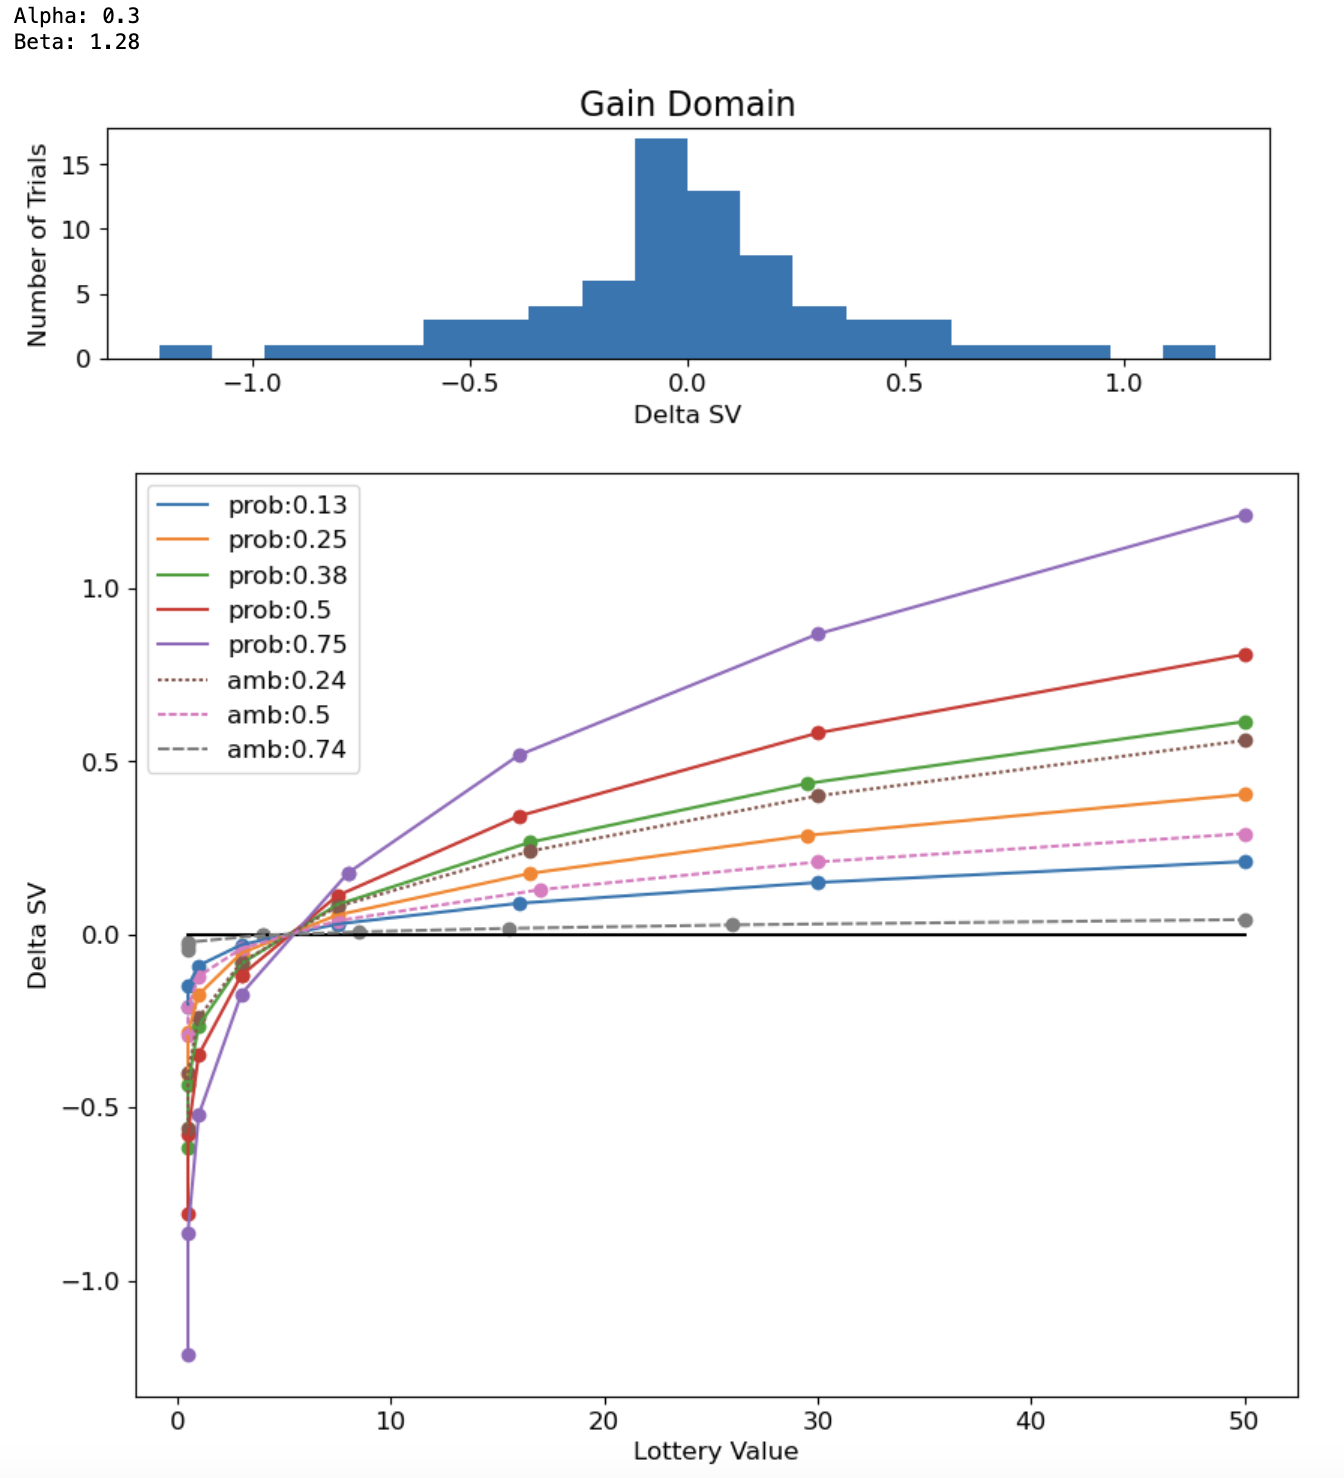 Alpha: 0.3
Beta: 1.28
Gain Domain
Number of Trials
15
10
5
0
−1.0
−0.5
0.0
0.5
1.0
Delta SV
prob:0.13
prob:0.25
prob:0.38
prob:0.5
prob:0.75
amb:0.24
amb:0.5
amb:0.74
Delta SV
1.0
0.5
0.0
−0.5
−1.0
0
10
20
30
40
50
Lottery Value